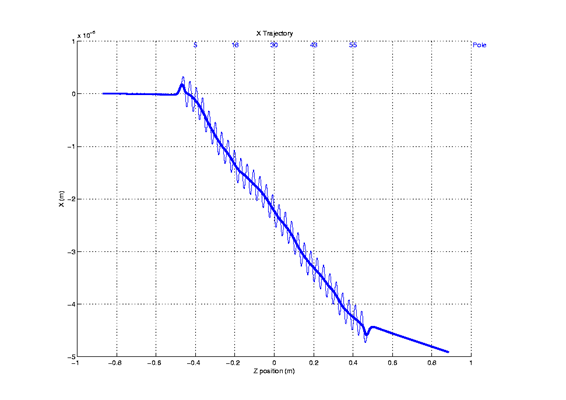 X Trajectory
x 10⁻⁶
5 18 30 43 55 Pole
1
0
−1
−2
−3
−4
−5
X (m)
−1 −0.8 −0.6 −0.4 −0.2 0 0.2 0.4 0.6 0.8 1
Z position (m)